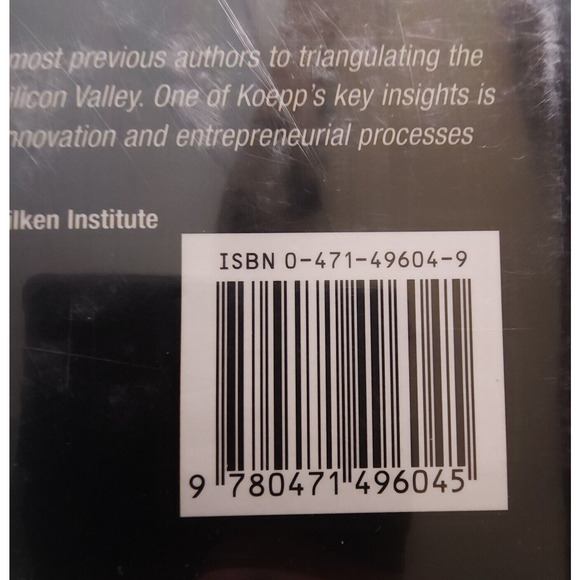 most previous authors to triangulating the
ilicon Valley. One of Koepp's key insights is
nnovation and entrepreneurial processes
ilken Institute
ISBN 0-471-49604-9
9 780471 496045